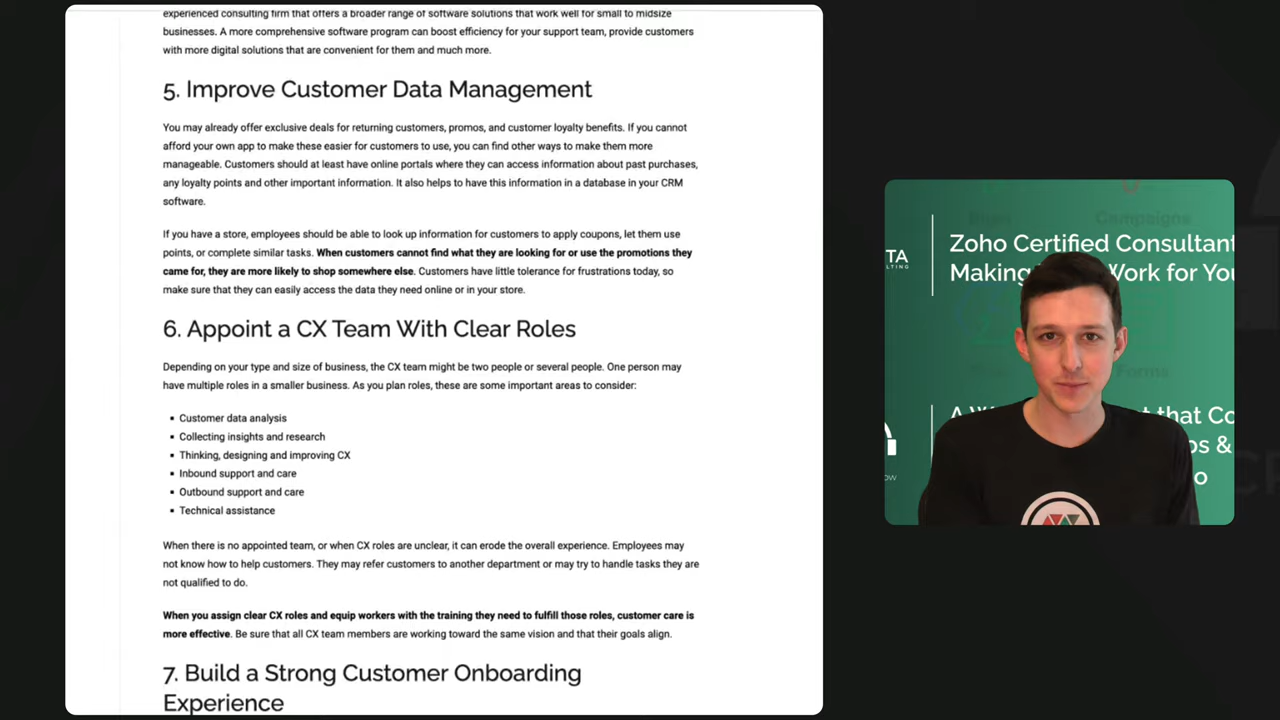 experienced consulting firm that offers a broader range of software solutions that work well for small to midsize
businesses. A more comprehensive software program can boost efficiency for your support team, provide customers
with more digital solutions that are convenient for them and much more.
5. Improve Customer Data Management
You may already offer exclusive deals for returning customers, promos, and customer loyalty benefits. If you cannot
afford your own app to make these easier for customers to use, you can find other ways to make them more
manageable. Customers should at least have online portals where they can access information about past purchases,
any loyalty points and other important information. It also helps to have this information in a database in your CRM
software.
If you have a store, employees should be able to look up information for customers to apply coupons, let them use
points, or complete similar tasks. When customers cannot find what they are looking for or use the promotions they
came for, they are more likely to shop somewhere else. Customers have little tolerance for frustrations today, so
make sure that they can easily access the data they need online or in your store.
6. Appoint a CX Team With Clear Roles
Depending on your type and size of business, the CX team might be two people or several people. One person may
have multiple roles in a smaller business. As you plan roles, these are some important areas to consider:
Customer data analysis
Collecting insights and research
Thinking, designing and improving CX
Inbound support and care
Outbound support and care
Technical assistance
When there is no appointed team, or when CX roles are unclear, it can erode the overall experience. Employees may
not know how to help customers. They may refer customers to another department or may try to handle tasks they are
not qualified to do.
When you assign clear CX roles and equip workers with the training they need to fulfill those roles, customer care is
more effective. Be sure that all CX team members are working toward the same vision and that their goals align.
7. Build a Strong Customer Onboarding
Experience
Campaigns
TA
Zoho Certified Consultant
Making Work for You
Forms
A
that Co
ps &